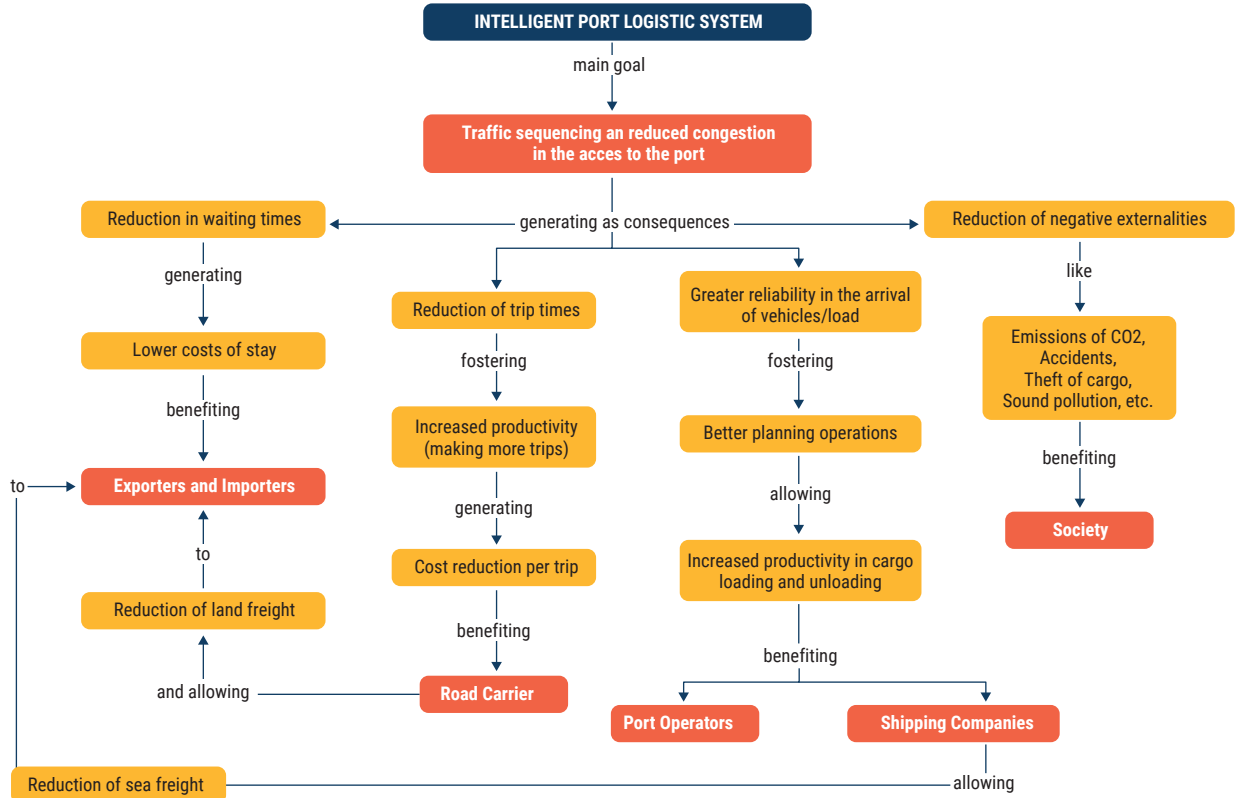 INTELLIGENT PORT LOGISTIC SYSTEM
main goal
Traffic sequencing an reduced congestion
in the acces to the port
generating as consequences
Reduction in waiting times
generating
Lower costs of stay
benefiting
Exporters and Importers
to
to
Reduction of land freight
and allowing
Reduction of trip times
fostering
Increased productivity
(making more trips)
generating
Cost reduction per trip
benefiting
Road Carrier
Greater reliability in the arrival
of vehicles/load
fostering
Better planning operations
allowing
Increased productivity in cargo
loading and unloading
benefiting
Port Operators
Shipping Companies
allowing
Reduction of sea freight
Reduction of negative externalities
like
Emissions of CO2,
Accidents,
Theft of cargo,
Sound pollution, etc.
benefiting
Society